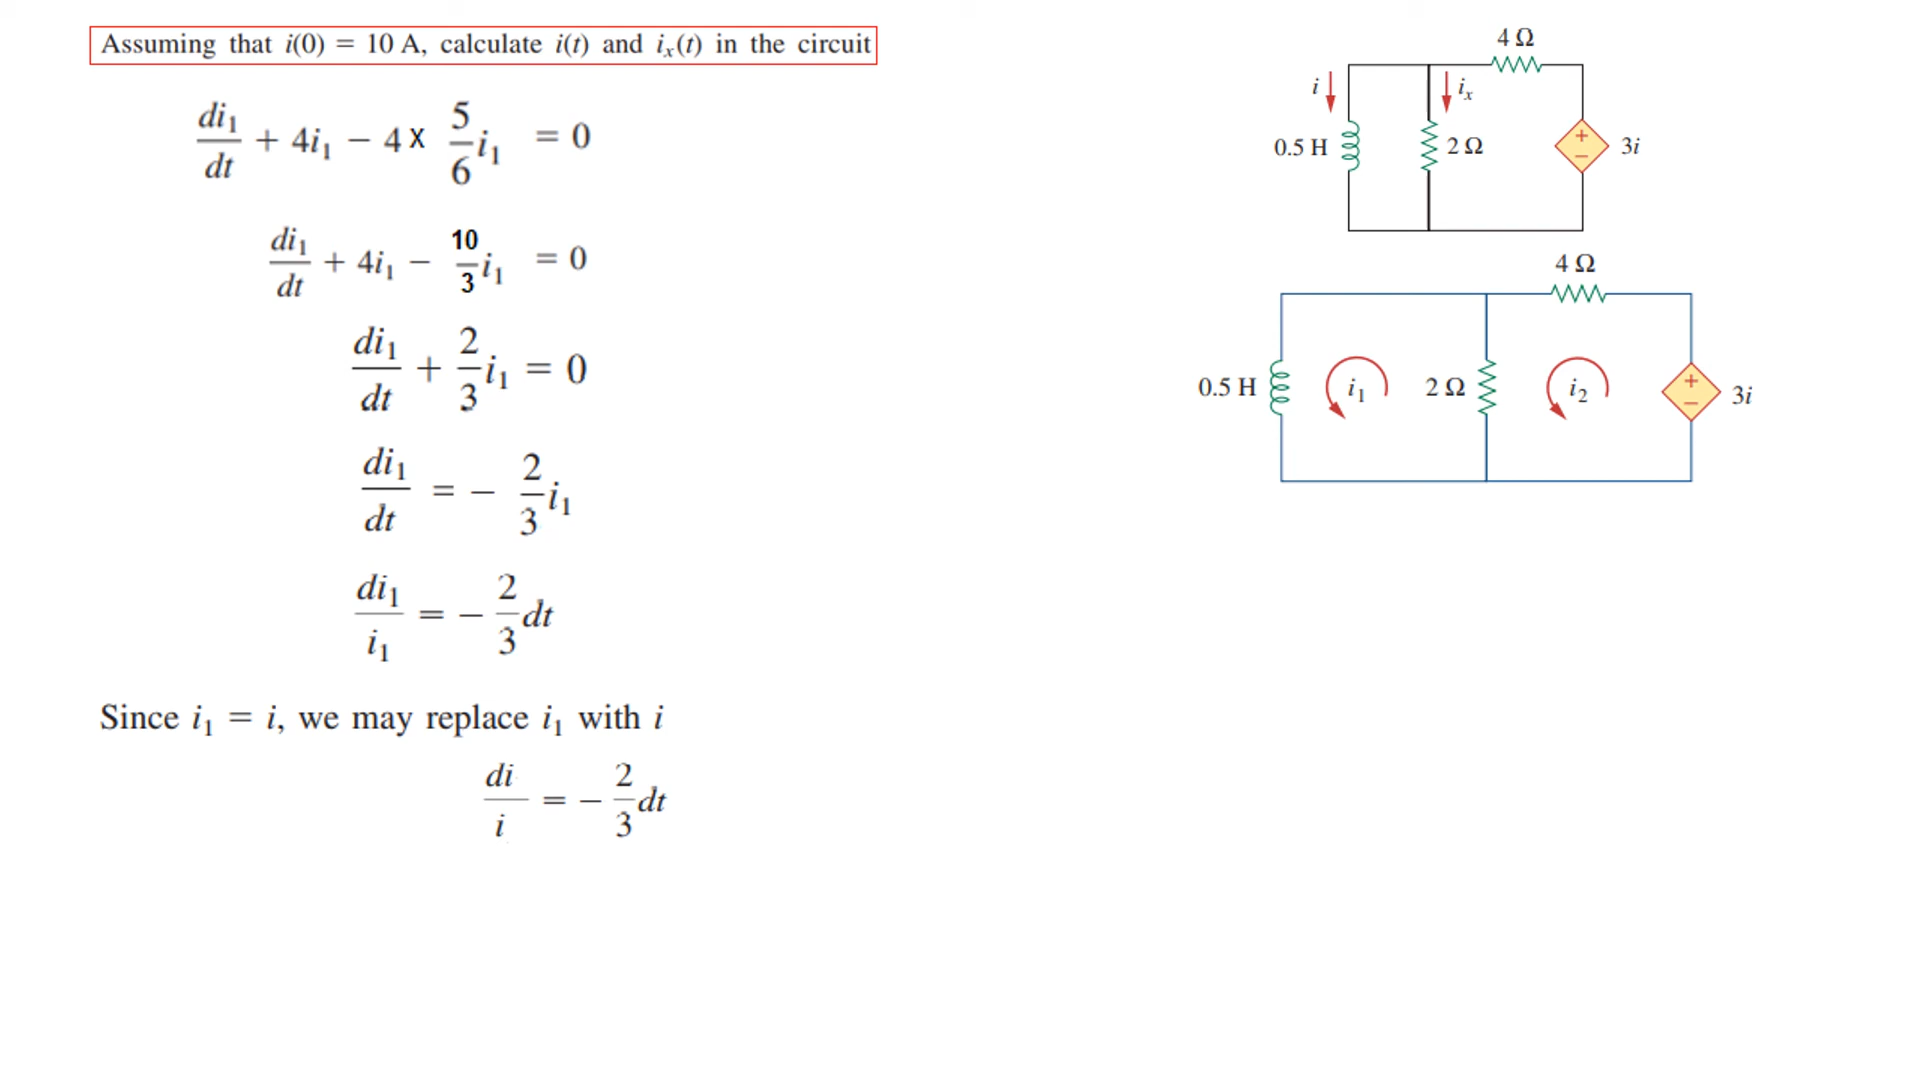 Assuming that i(0) = 10 A, calculate i(t) and iₓ(t) in the circuit
di₁/dt + 4i₁ − 4 x 5/6 i₁ = 0
di₁/dt + 4i₁ − 10/3 i₁ = 0
di₁/dt + 2/3 i₁ = 0
di₁/dt = − 2/3 i₁
di₁/i₁ = − 2/3 dt
Since i₁ = i, we may replace i₁ with i
di/i = − 2/3 dt
4 Ω
i
iₓ
0.5 H
2 Ω
+
−
3i
4 Ω
0.5 H
i₁
2 Ω
i₂
+
−
3i